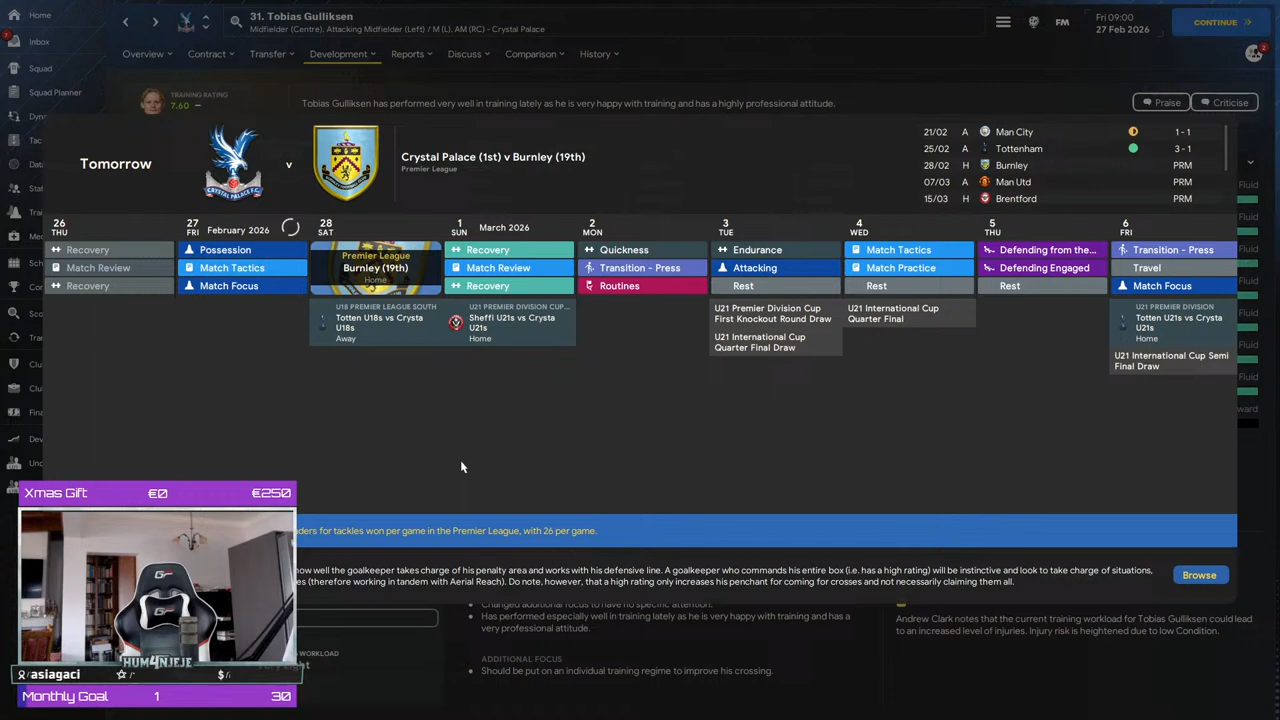 Home
31. Tobias Gulliksen
Midfielder (Centre), Attacking Midfielder (Left) / M (L), AM (RC) - Crystal Palace
FM
Fri 09:00
27 Feb 2026
CONTINUE
Inbox
Overview
Contract
Transfer
Development
Reports
Discuss
Comparison
History
2
Squad
Squad Planner
TRAINING RATING
7.60 –
Tobias Gulliksen has performed very well in training lately as he is very happy with training and has a highly professional attitude.
Praise
Criticise
Tomorrow
v
Crystal Palace (1st) v Burnley (19th)
Premier League
21/02 A Man City 1 - 1
25/02 A Tottenham 3 - 1
28/02 H Burnley PRM
07/03 A Man Utd PRM
15/03 H Brentford PRM
Fluid
Fluid
Fluid
Fluid
26 THU
27 FRI
February 2026
28 SAT
1 SUN
March 2026
2 MON
3 TUE
4 WED
5 THU
6 FRI
Recovery
Possession
Premier League
Burnley (19th)
Home
Recovery
Quickness
Endurance
Match Tactics
Defending from the...
Transition - Press
Match Review
Match Tactics
Match Review
Transition - Press
Attacking
Match Practice
Defending Engaged
Travel
Recovery
Match Focus
Recovery
Routines
Rest
Rest
Rest
Match Focus
U18 PREMIER LEAGUE SOUTH
Totten U18s vs Crysta U18s
Away
U21 PREMIER DIVISION CUP...
Sheffi U21s vs Crysta U21s
Home
U21 Premier Division Cup First Knockout Round Draw
U21 International Cup Quarter Final Draw
U21 International Cup Quarter Final
U21 PREMIER DIVISION
Totten U21s vs Crysta U21s
Home
U21 International Cup Semi Final Draw
Xmas Gift €0 €250
ders for tackles won per game in the Premier League, with 26 per game.
now well the goalkeeper takes charge of his penalty area and works with his defensive line. A goalkeeper who commands his entire box (i.e. has a high rating) will be instinctive and look to take charge of situations,
es (therefore working in tandem with Aerial Reach). Do note, however, that a high rating only increases his penchant for coming for crosses and not necessarily claiming them all.
Browse
Changed additional focus to have no specific attention.
Has performed especially well in training lately as he is very happy with training and has a
very professional attitude.
ADDITIONAL FOCUS
Should be put on an individual training regime to improve his crossing.
Andrew Clark notes that the current training workload for Tobias Gulliksen could lead
to an increased level of injuries. Injury risk is heightened due to low Condition.
WORKLOAD
HUM4NJEJE
asiagaci
Monthly Goal 1 30